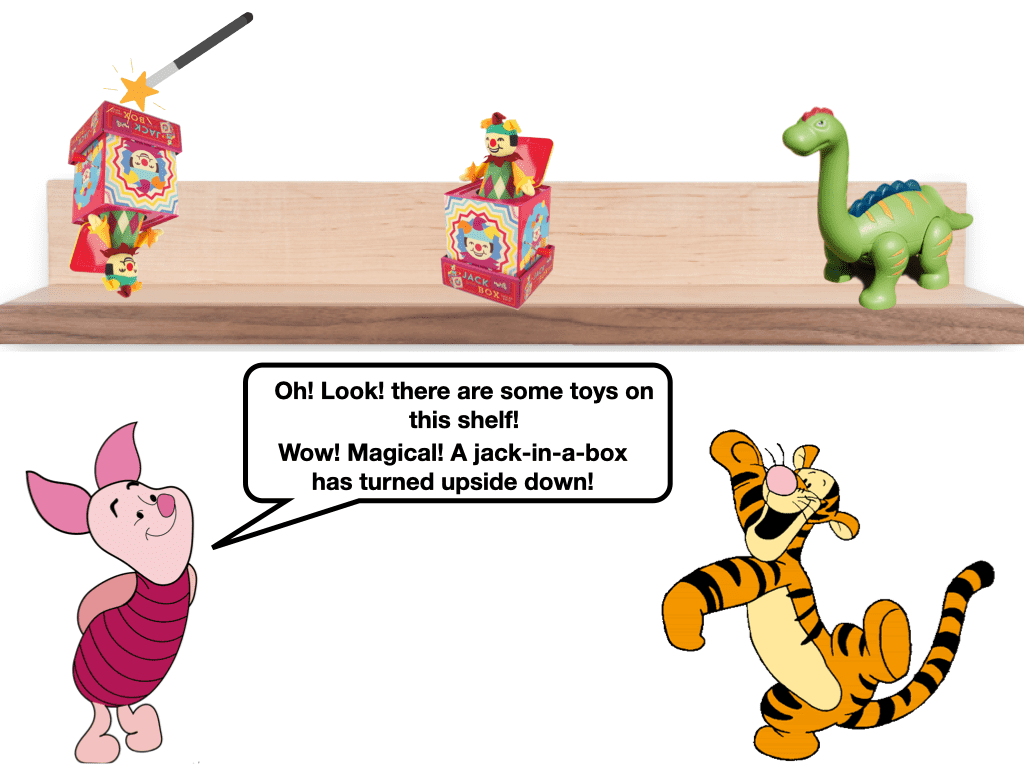 BOX
JACK
JACK
BOX
Oh! Look! there are some toys on
this shelf!
Wow! Magical! A jack-in-a-box
has turned upside down!